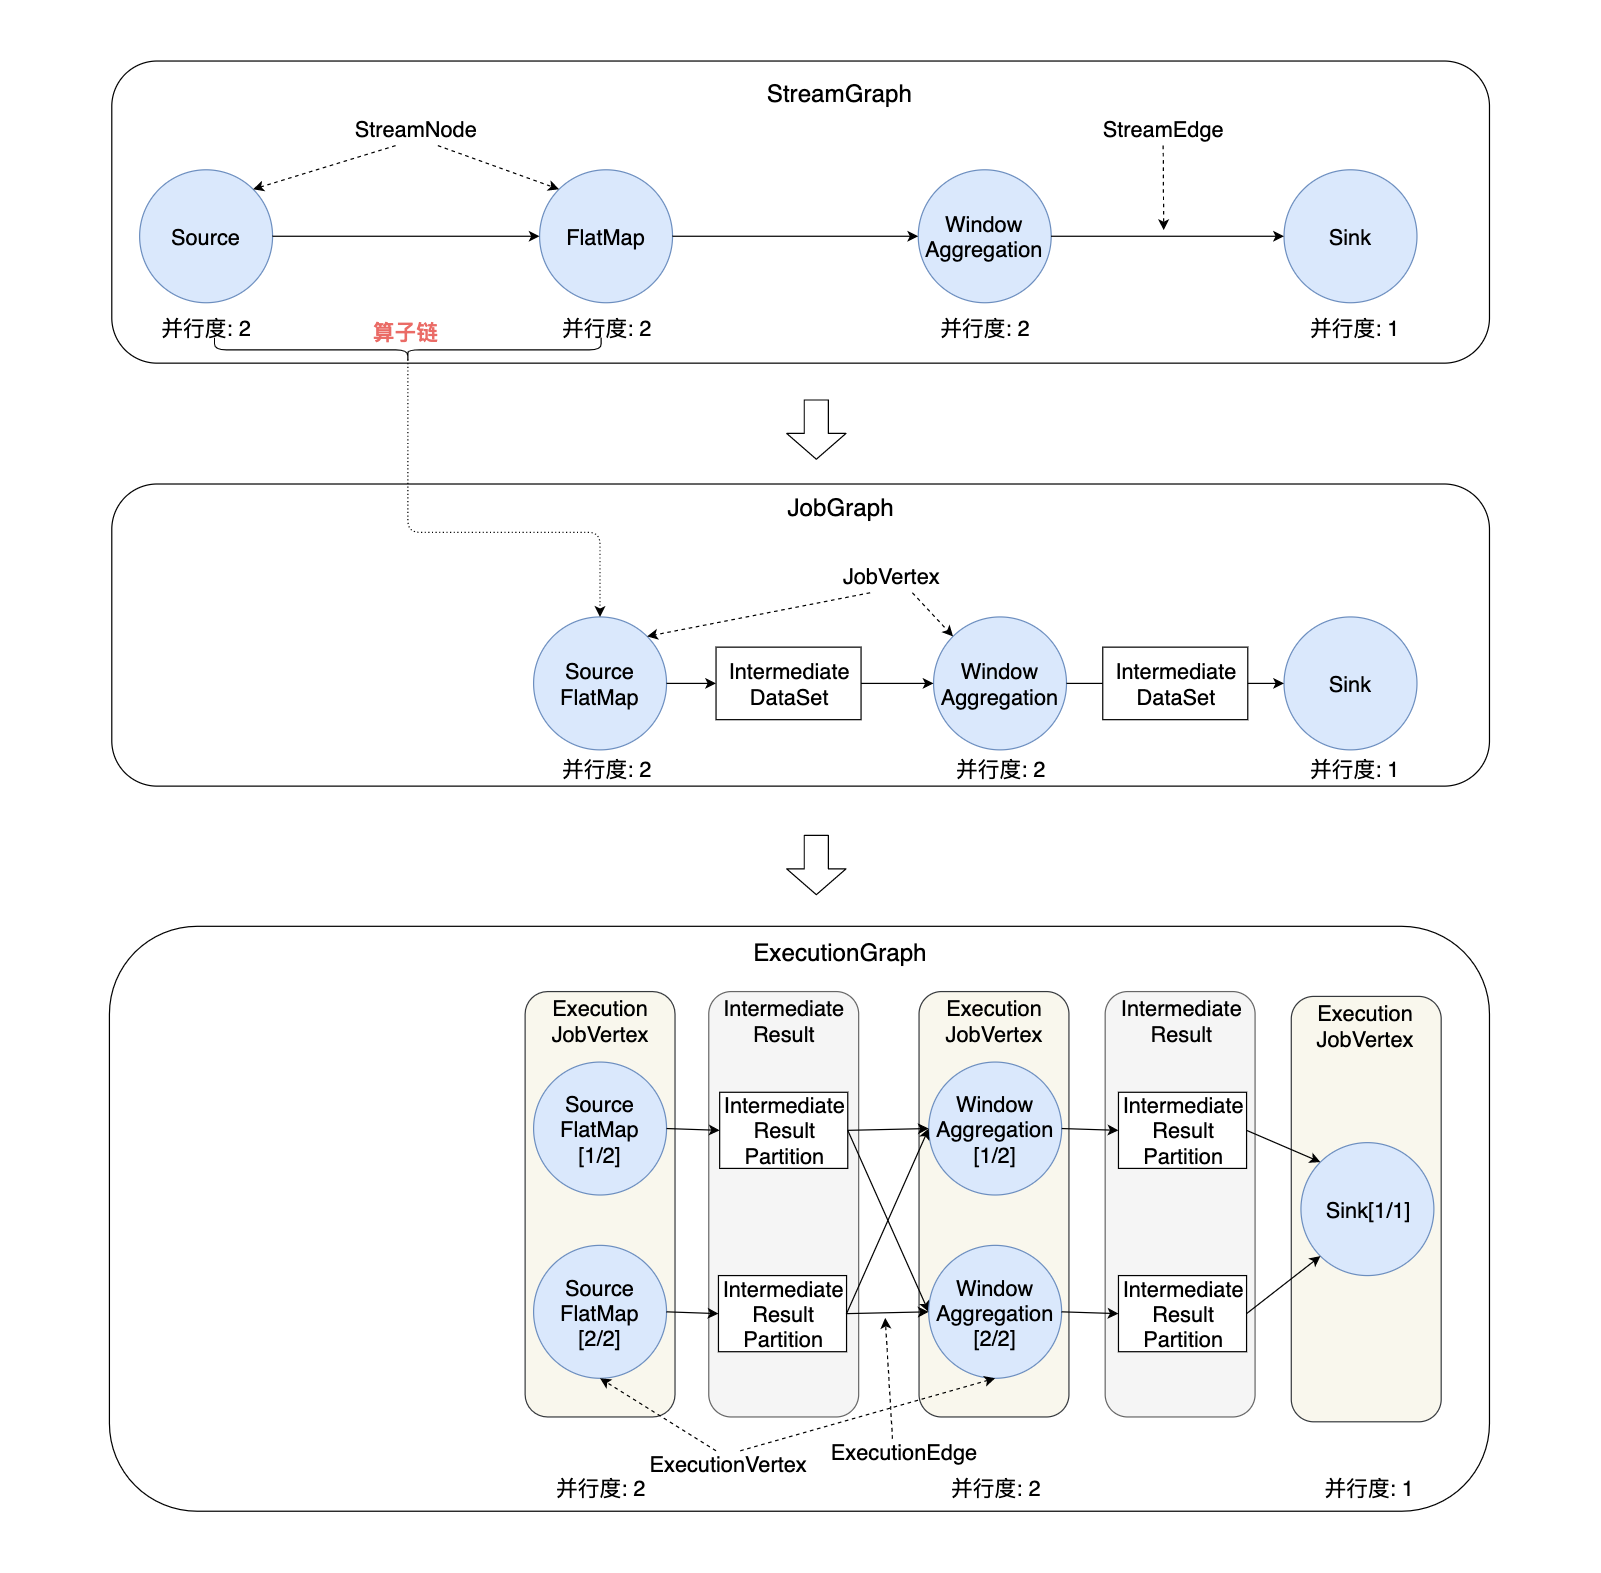 StreamGraph
StreamNode
StreamEdge
Source
FlatMap
Window
Aggregation
Sink
并行度: 2
算子链
并行度: 2
并行度: 2
并行度: 1
JobGraph
JobVertex
Source
FlatMap
Intermediate
DataSet
Window
Aggregation
Intermediate
DataSet
Sink
并行度: 2
并行度: 2
并行度: 1
ExecutionGraph
Execution
JobVertex
Intermediate
Result
Execution
JobVertex
Intermediate
Result
Execution
JobVertex
Source
FlatMap
[1/2]
Intermediate
Result
Partition
Window
Aggregation
[1/2]
Intermediate
Result
Partition
Sink[1/1]
Source
FlatMap
[2/2]
Intermediate
Result
Partition
Window
Aggregation
[2/2]
Intermediate
Result
Partition
ExecutionVertex
ExecutionEdge
并行度: 2
并行度: 2
并行度: 1